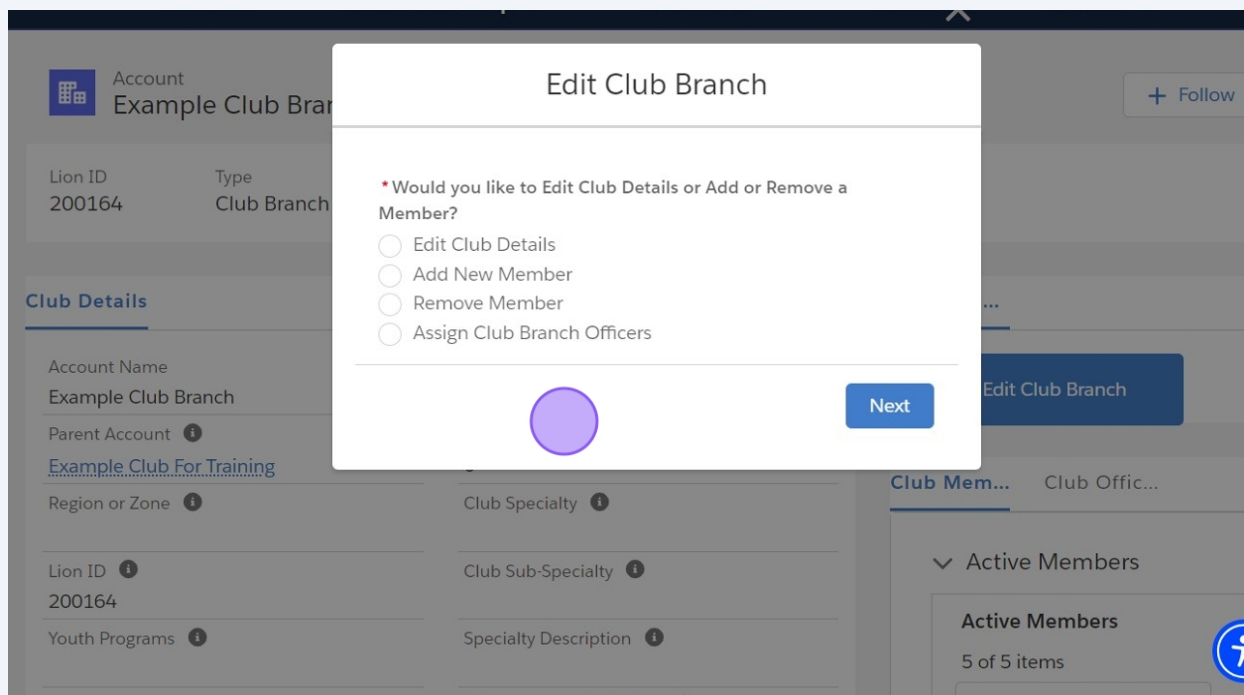 Account
Example Club Bran
+ Follow
Edit Club Branch
Lion ID
Type
200164
Club Branch
* Would you like to Edit Club Details or Add or Remove a
Member?
Edit Club Details
Add New Member
Remove Member
Assign Club Branch Officers
Next
Club Details
...
Account Name
Example Club Branch
Edit Club Branch
Parent Account
Example Club For Training
Region or Zone
Club Specialty
Club Mem...
Club Offic...
Lion ID
Club Sub-Specialty
200164
Youth Programs
Specialty Description
Active Members
Active Members
5 of 5 items